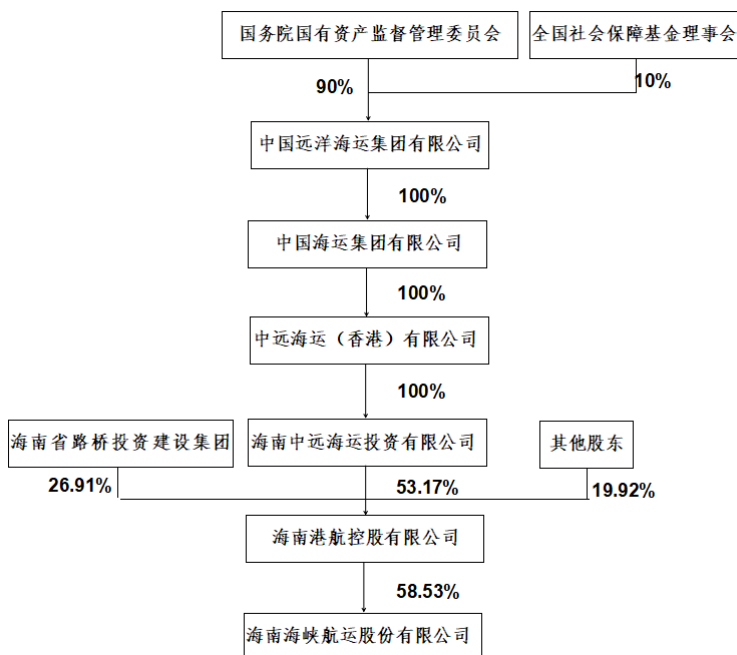 国务院国有资产监督管理委员会
全国社会保障基金理事会
90%
10%
中国远洋海运集团有限公司
100%
中国海运集团有限公司
100%
中远海运（香港）有限公司
100%
海南省路桥投资建设集团
海南中远海运投资有限公司
其他股东
26.91%
53.17%
19.92%
海南港航控股有限公司
58.53%
海南海峡航运股份有限公司